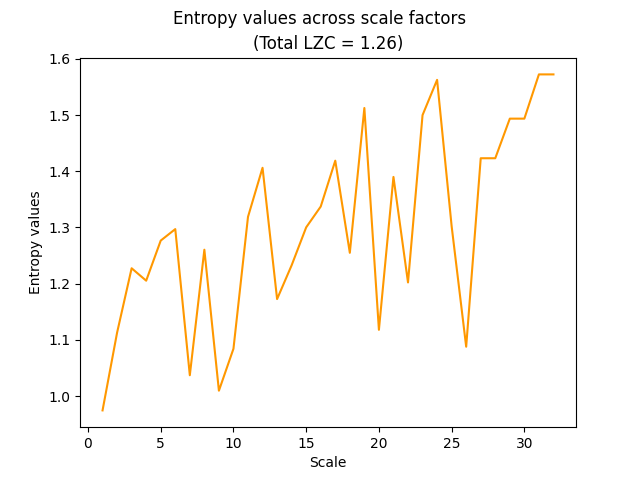 Entropy values across scale factors
(Total LZC = 1.26)
1.6
1.5
1.4
1.3
1.2
1.1
1.0
Entropy values
0 5 10 15 20 25 30
Scale